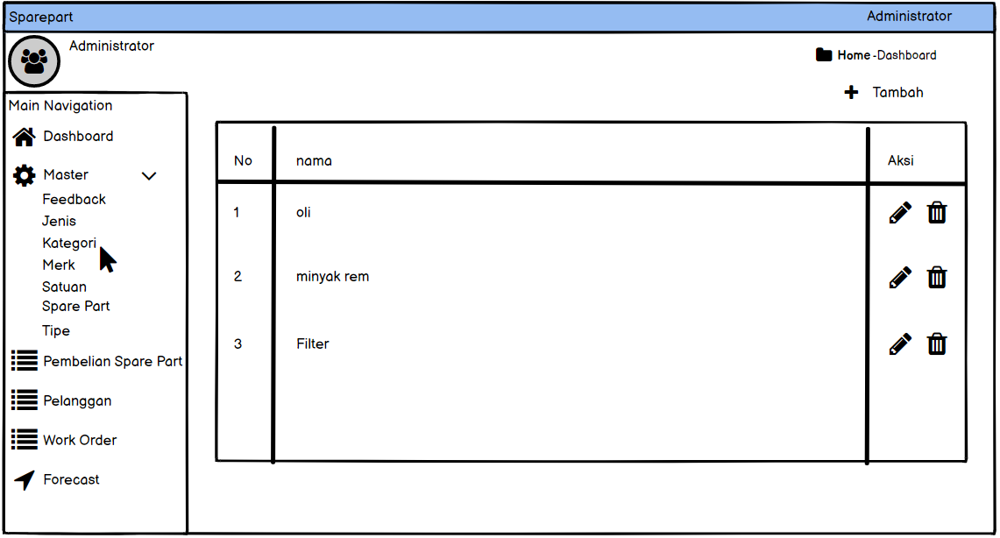 Sparepart Administrator
Administrator
Home -Dashboard
Tambah
Main Navigation
Dashboard
Master
Feedback
Jenis
Kategori
Merk
Satuan
Spare Part
Tipe
Pembelian Spare Part
Pelanggan
Work Order
Forecast
No nama Aksi
1 oli
2 minyak rem
3 Filter